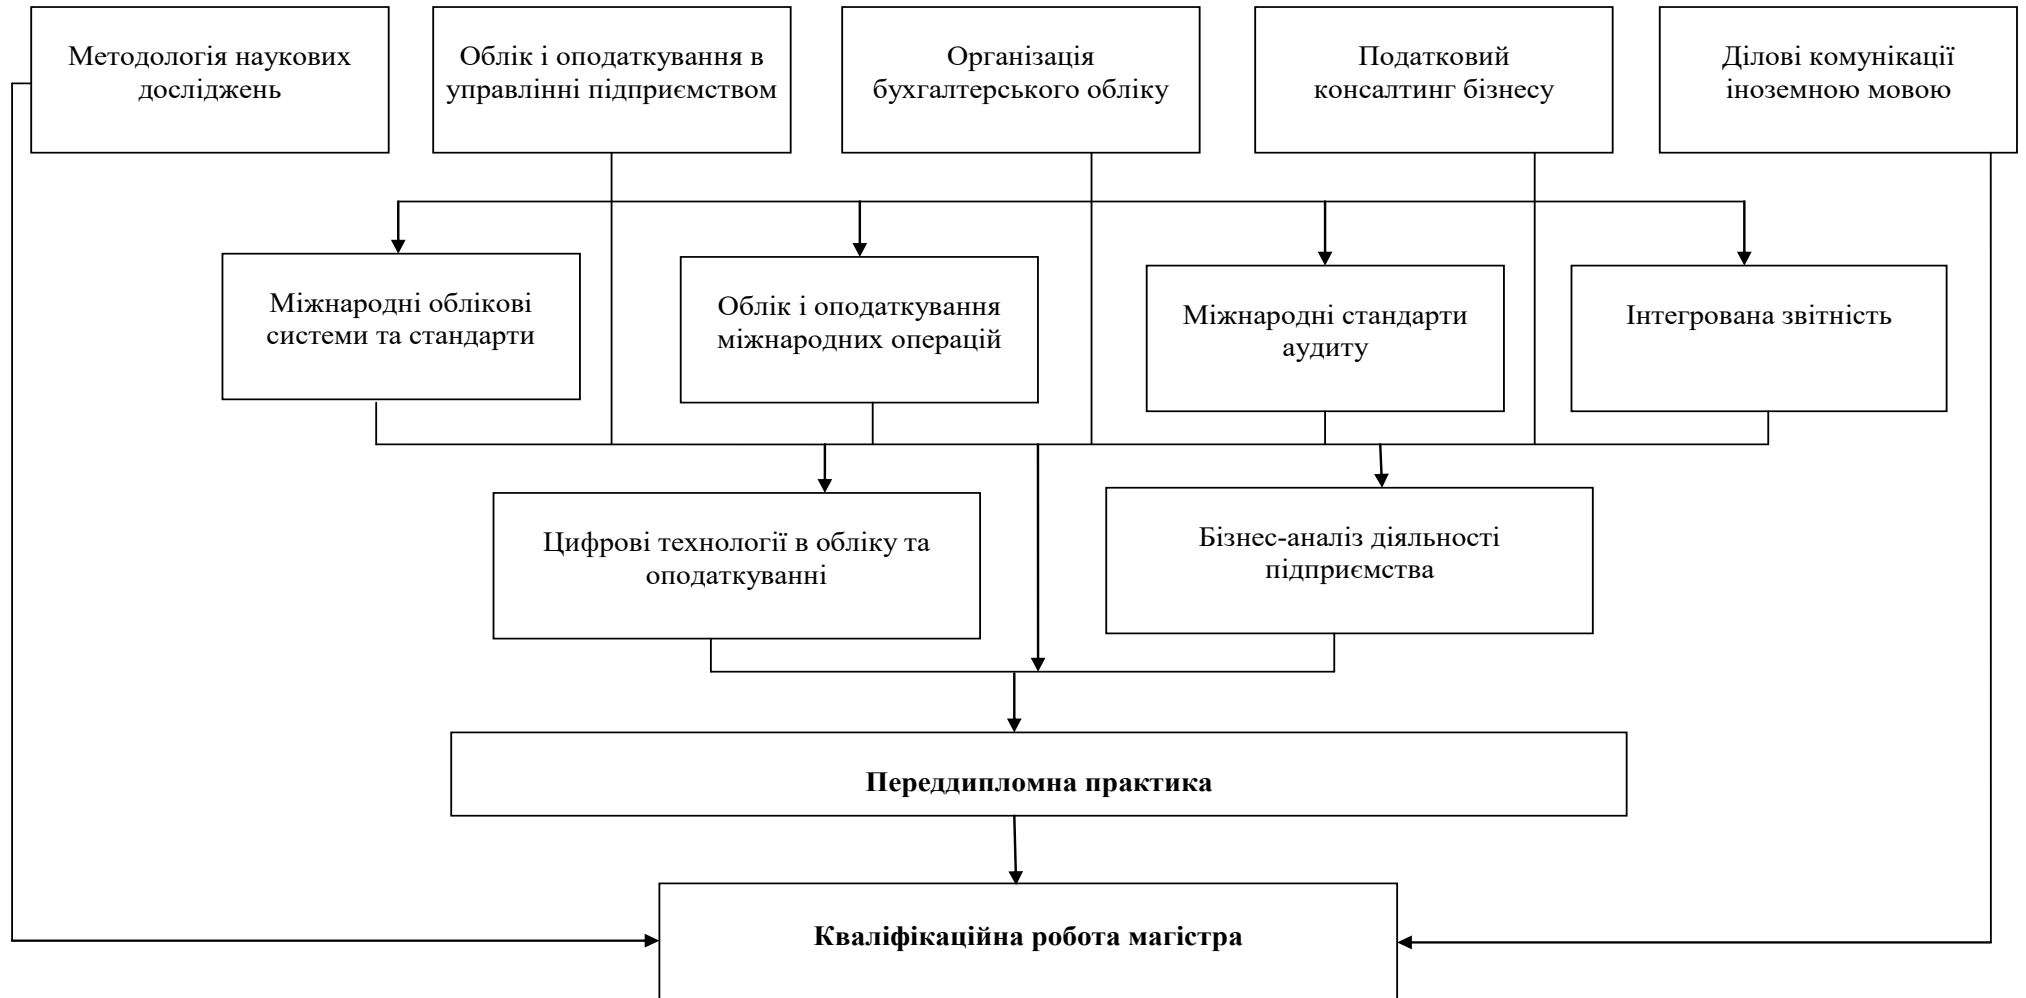 Методологія наукових
досліджень
Облік і оподаткування в
управлінні підприємством
Організація
бухгалтерського обліку
Податковий
консалтинг бізнесу
Ділові комунікації
іноземною мовою
Міжнародні облікові
системи та стандарти
Облік і оподаткування
міжнародних операцій
Міжнародні стандарти
аудиту
Інтегрована звітність
Цифрові технології в обліку та
оподаткуванні
Бізнес-аналіз діяльності
підприємства
Переддипломна практика
Кваліфікаційна робота магістра